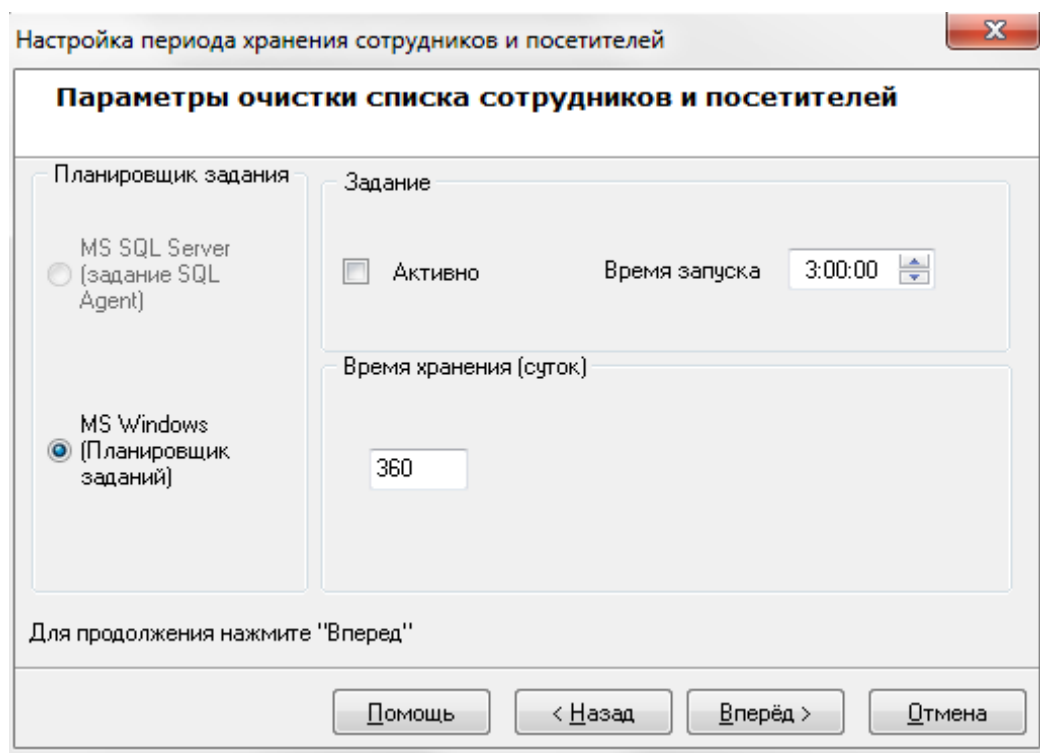 Настройка периода хранения сотрудников и посетителей
x
Параметры очистки списка сотрудников и посетителей
Планировщик задания
MS SQL Server
(задание SQL
Agent)
MS Windows
(Планировщик
заданий)
Задание
Активно
Время запуска
3:00:00
Время хранения (суток)
360
Для продолжения нажмите "Вперед"
Помощь
< Назад
Вперёд >
Отмена